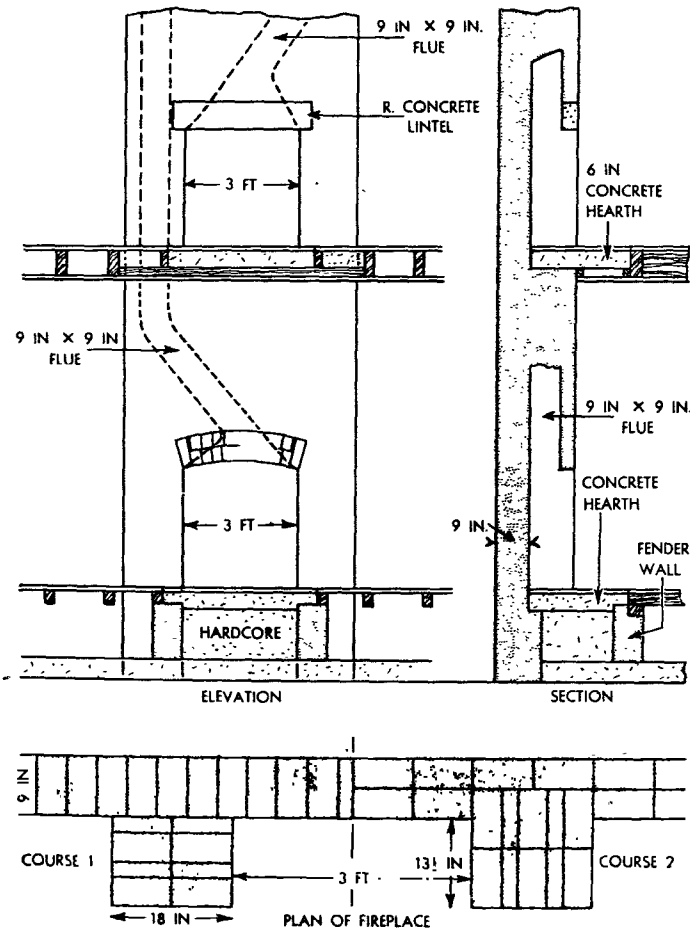 9 IN × 9 IN.
FLUE
R. CONCRETE
LINTEL
3 FT
6 IN
CONCRETE
HEARTH
9 IN × 9 IN
FLUE
9 IN × 9 IN.
FLUE
3 FT
9 IN.
CONCRETE
HEARTH
FENDER
WALL
HARDCORE
ELEVATION
SECTION
9 IN
COURSE 1
3 FT
13½ IN
COURSE 2
18 IN
PLAN OF FIREPLACE